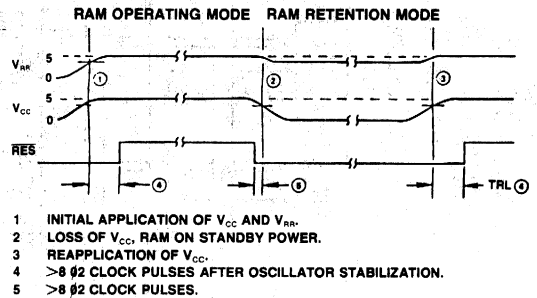 RAM OPERATING MODE RAM RETENTION MODE
VRR 5 0
1 2 3
VCC 5 0
RES
4 5 TRL 4
1 INITIAL APPLICATION OF VCC AND VRR.
2 LOSS OF VCC, RAM ON STANDBY POWER.
3 REAPPLICATION OF VCC.
4 >8 ϕ2 CLOCK PULSES AFTER OSCILLATOR STABILIZATION.
5 >8 ϕ2 CLOCK PULSES.